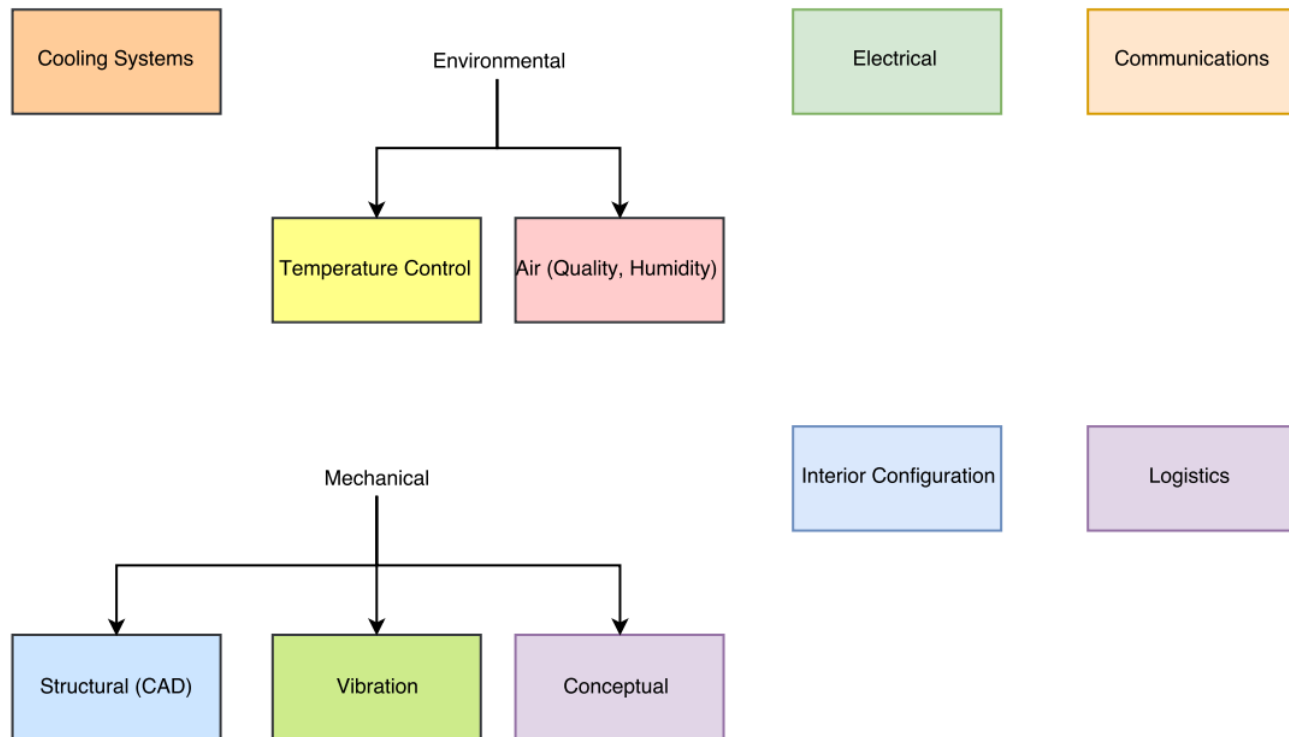 Cooling Systems
Environmental
Electrical
Communications
Temperature Control
Air (Quality, Humidity)
Mechanical
Interior Configuration
Logistics
Structural (CAD)
Vibration
Conceptual